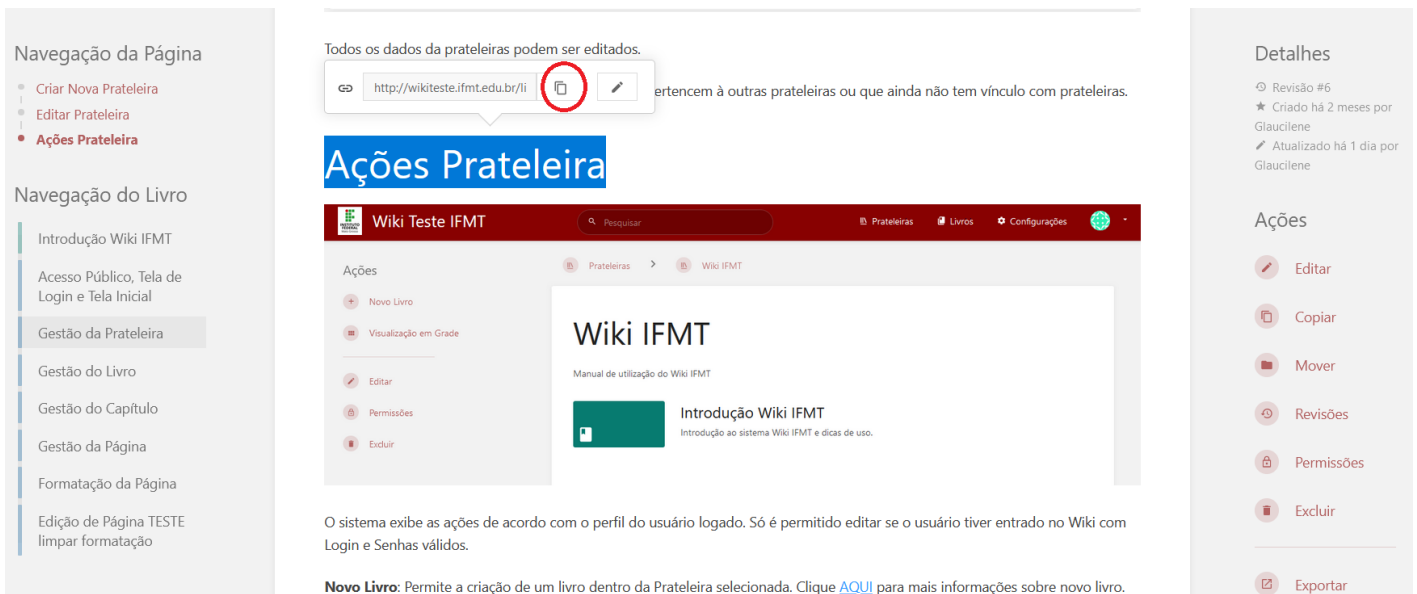 Navegação da Página
Criar Nova Prateleira
Editar Prateleira
Ações Prateleira
Navegação do Livro
Introdução Wiki IFMT
Acesso Público, Tela de
Login e Tela Inicial
Gestão da Prateleira
Gestão do Livro
Gestão do Capítulo
Gestão da Página
Formatação da Página
Edição de Página TESTE
limpar formatação
Todos os dados da prateleiras podem ser editados.
http://wikiteste.ifmt.edu.br/li
ertencem à outras prateleiras ou que ainda não tem vínculo com prateleiras.
Ações Prateleira
INSTITUTO
FEDERAL
Wiki Teste IFMT
Pesquisar
Prateleiras
Livros
Configurações
Ações
Novo Livro
Visualização em Grade
Editar
Permissões
Excluir
Prateleiras > Wiki IFMT
Wiki IFMT
Manual de utilização do Wiki IFMT
Introdução Wiki IFMT
Introdução ao sistema Wiki IFMT e dicas de uso.
O sistema exibe as ações de acordo com o perfil do usuário logado. Só é permitido editar se o usuário tiver entrado no Wiki com
Login e Senhas válidos.
Novo Livro: Permite a criação de um livro dentro da Prateleira selecionada. Clique AQUI para mais informações sobre novo livro.
Detalhes
Revisão #6
Criado há 2 meses por
Glaucilene
Atualizado há 1 dia por
Glaucilene
Ações
Editar
Copiar
Mover
Revisões
Permissões
Excluir
Exportar